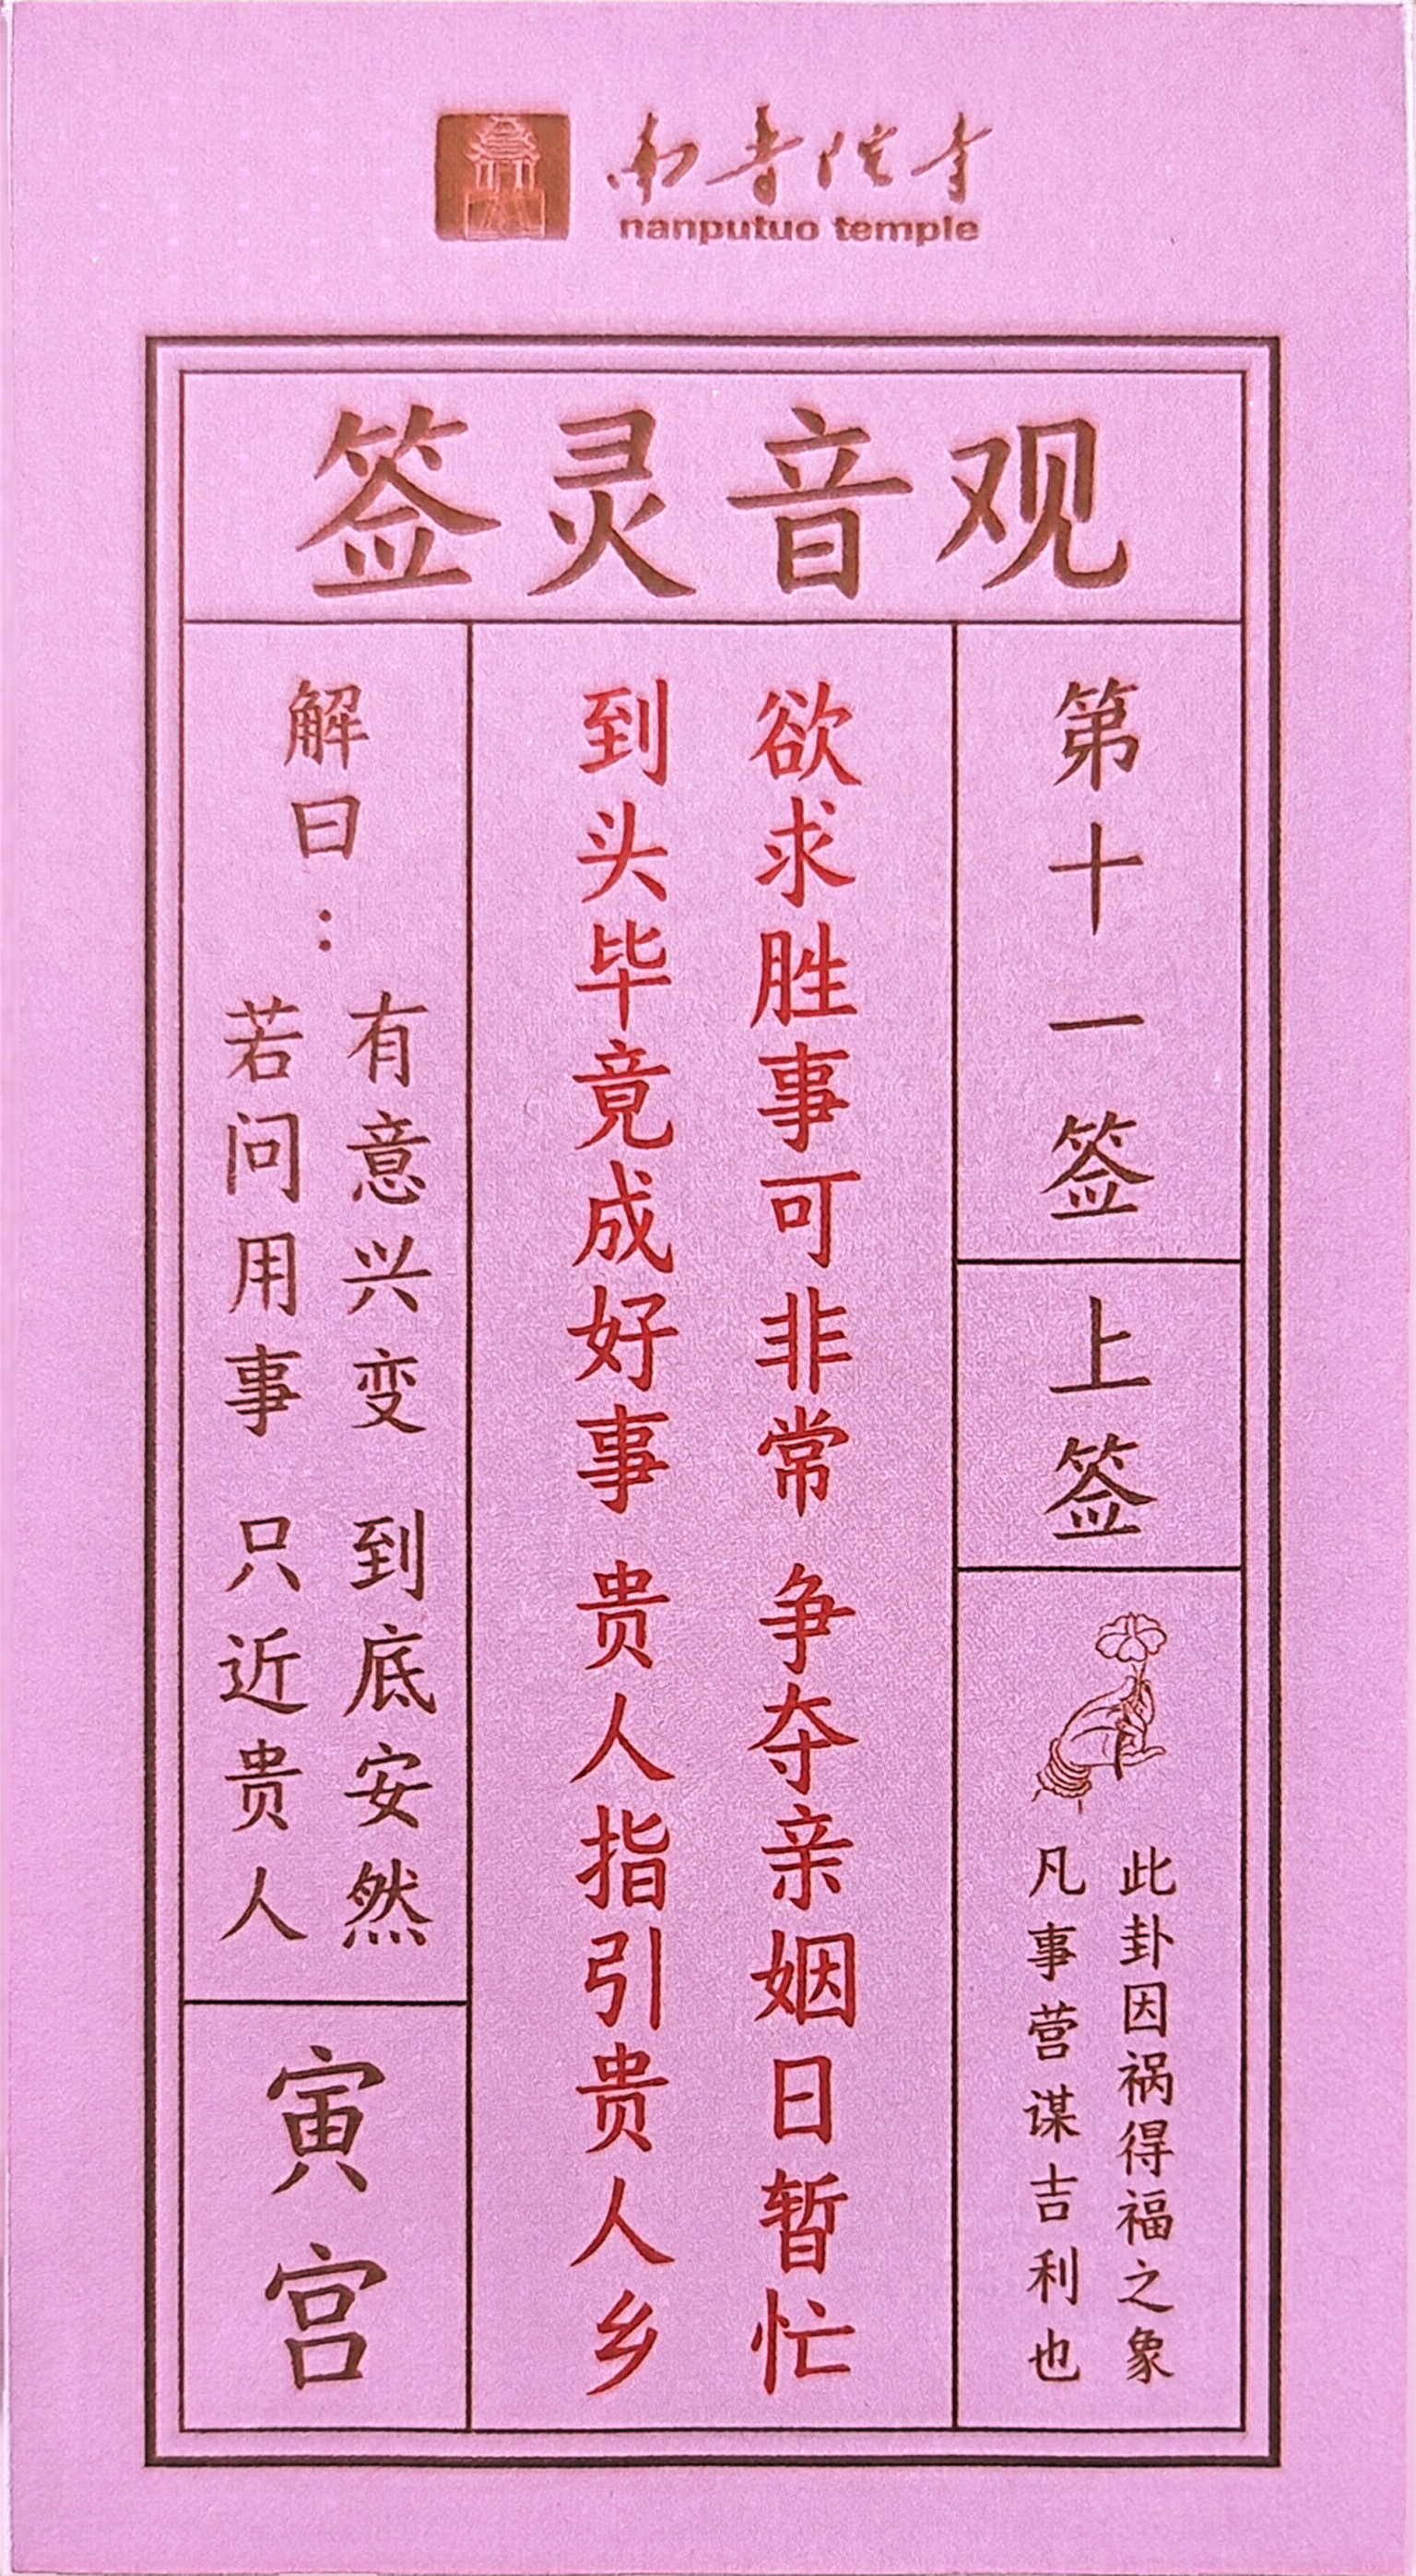 南普陀寺
nanputuo temple
观音灵签
第十一签
上签
此卦因祸得福之象
凡事营谋吉利也
欲求胜事可非常 争夺亲姻日暂忙
到头毕竟成好事 贵人指引贵人乡
解曰：
有意兴变 到底安然
若问用事 只近贵人
寅宫